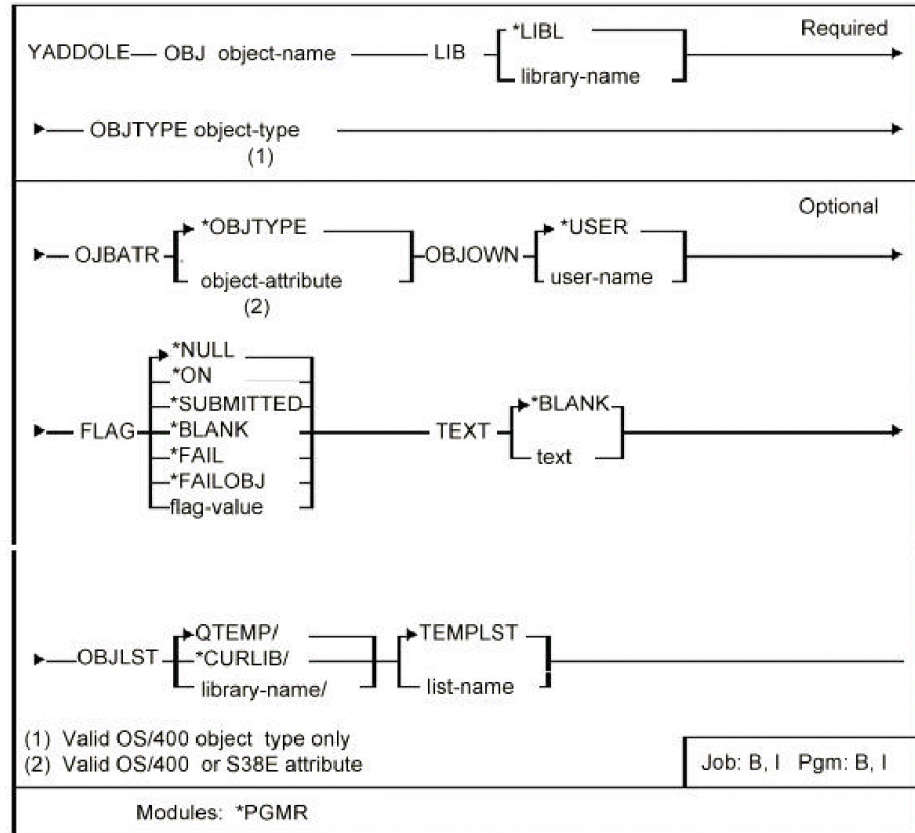 Required
*LIBL
YADDOLE OBJ object-name LIB
library-name
OBJTYPE object-type
(1)
Optional
*OBJTYPE *USER
OJBATR OBJOWN
object-attribute user-name
(2)
*NULL
*ON
*SUBMITTED *BLANK
FLAG *BLANK TEXT
*FAIL text
*FAILOBJ
flag-value
QTEMP/ TEMPLST
OBJLST *CURLIB/
library-name/ list-name
(1) Valid OS/400 object type only
(2) Valid OS/400 or S38E attribute
Job: B, I Pgm: B, I
Modules: *PGMR